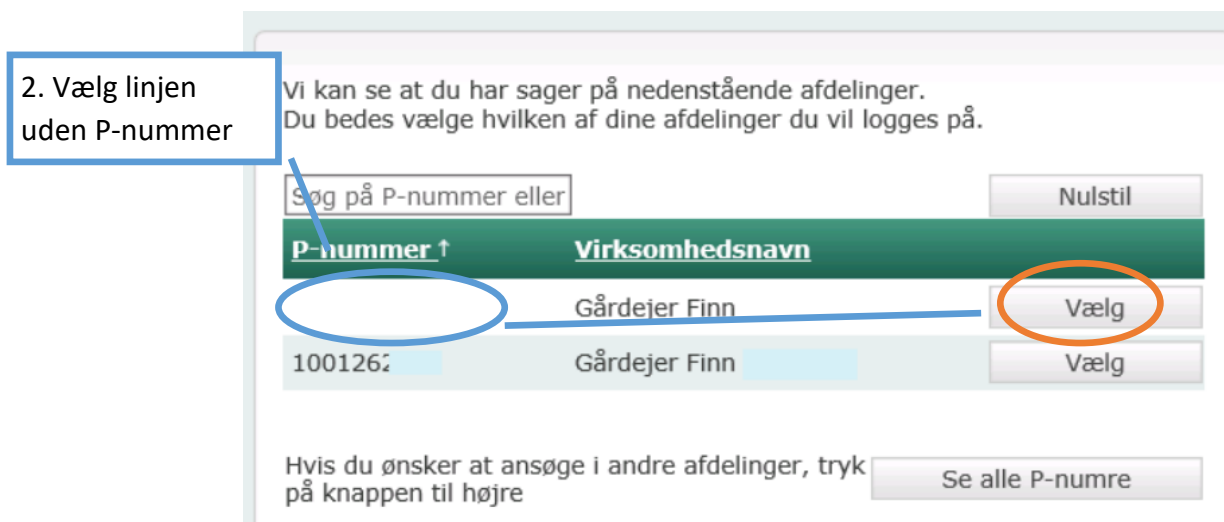 2. Vælg linjen
uden P-nummer
Vi kan se at du har sager på nedenstående afdelinger.
Du bedes vælge hvilken af dine afdelinger du vil logges på.
Søg på P-nummer eller
Nulstil
P-nummer ↑ Virksomhedsnavn
Gårdejer Finn Vælg
1001262 Gårdejer Finn Vælg
Hvis du ønsker at ansøge i andre afdelinger, tryk
på knappen til højre
Se alle P-numre